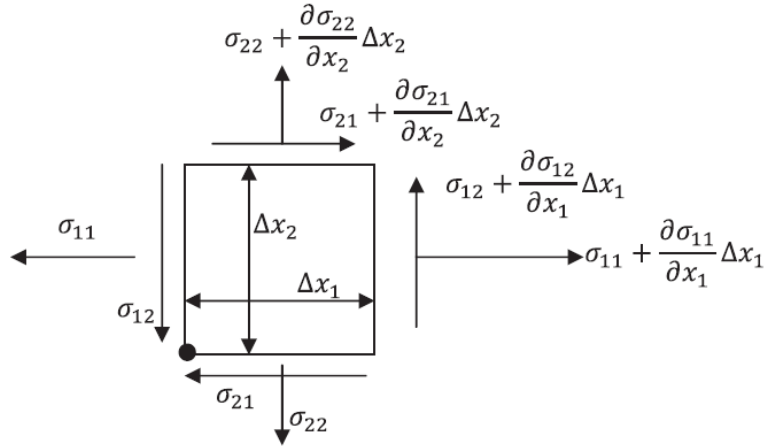 σ₂₂ + ∂σ₂₂/∂x₂ Δx₂
σ₂₁ + ∂σ₂₁/∂x₂ Δx₂
σ₁₂ + ∂σ₁₂/∂x₁ Δx₁
σ₁₁
Δx₂
σ₁₁ + ∂σ₁₁/∂x₁ Δx₁
Δx₁
σ₁₂
σ₂₁
σ₂₂